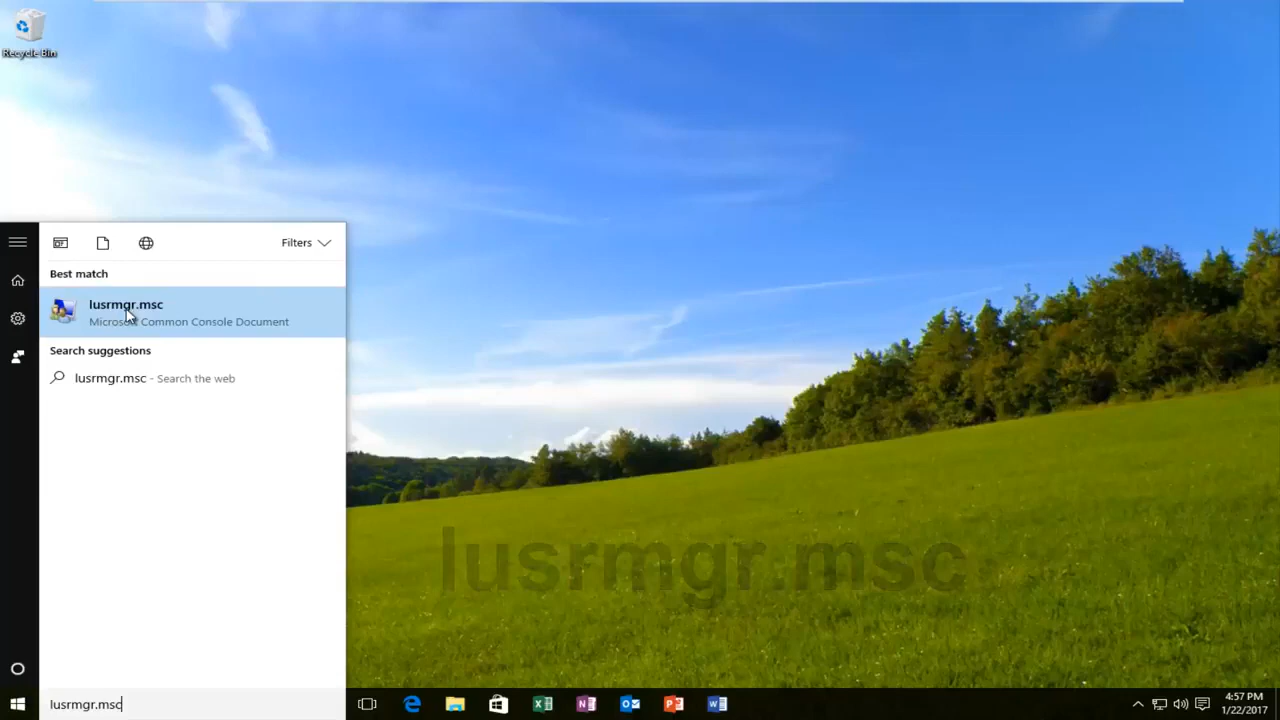 Recycle Bin
Filters
Best match
lusrmgr.msc
Microsoft Common Console Document
Search suggestions
lusrmgr.msc - Search the web
lusrmgr.msc
lusrmgr.msc
4:57 PM
1/22/2017